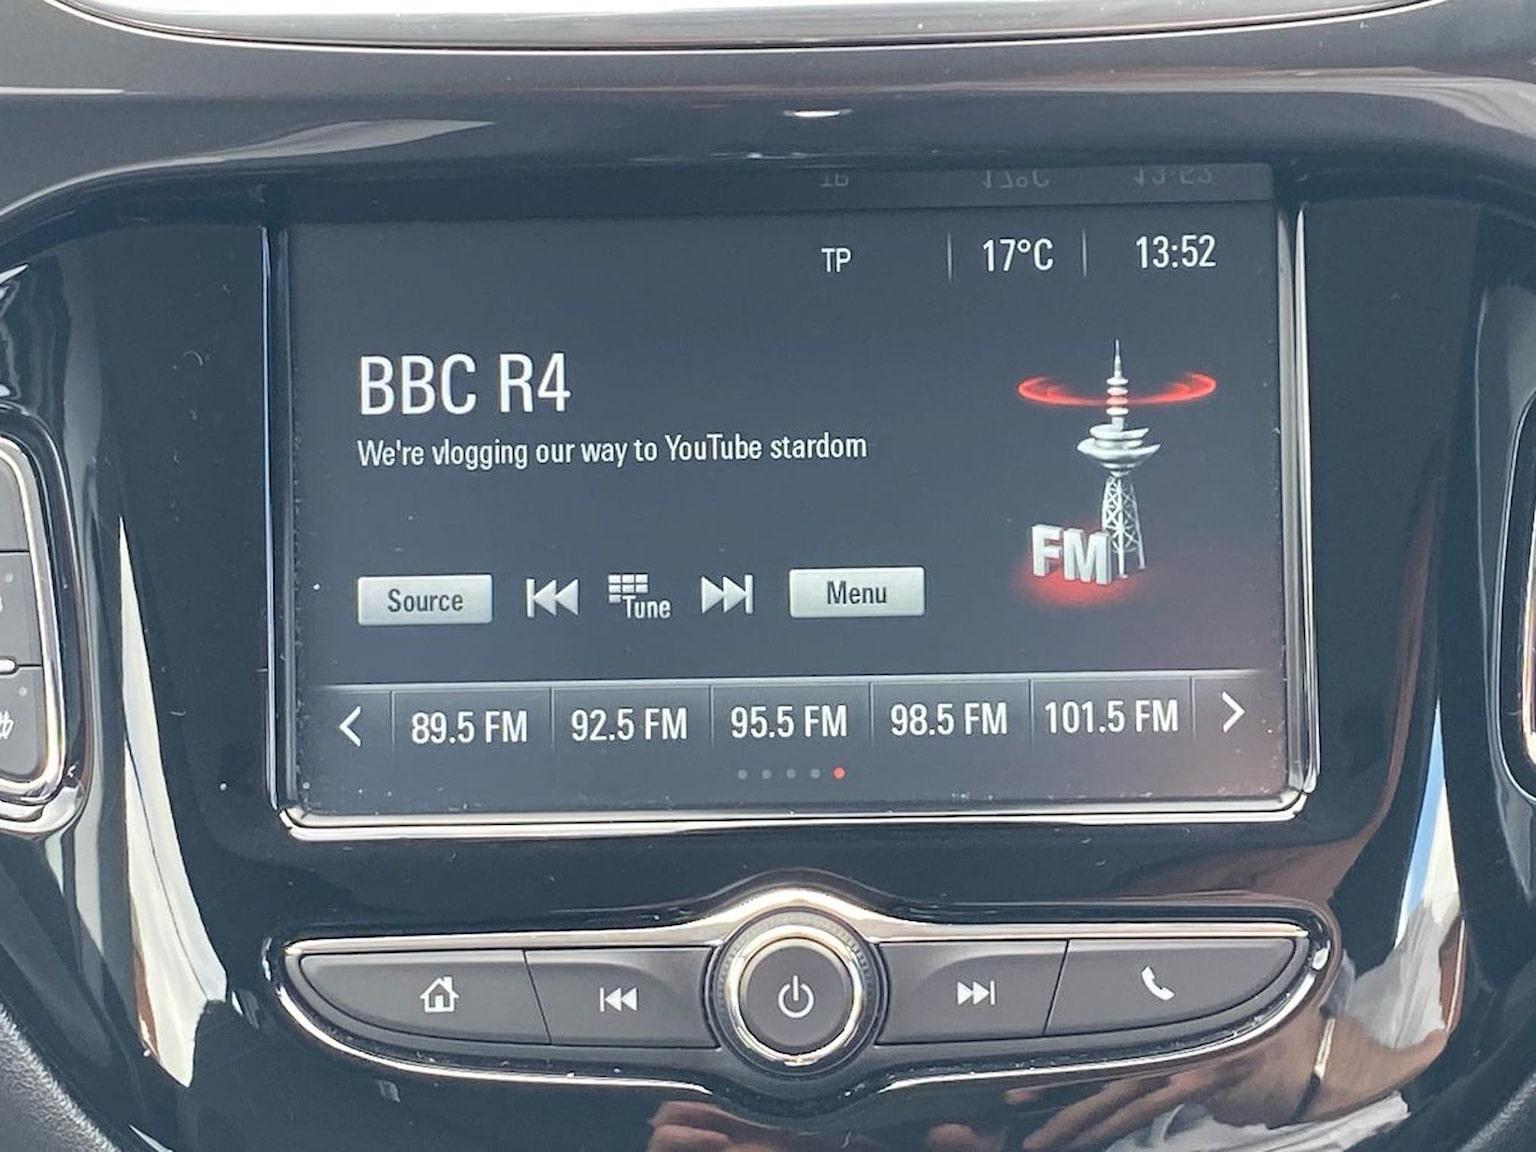 TP 17°C 13:52
BBC R4
We're vlogging our way to YouTube stardom
FM
Source Tune Menu
89.5 FM 92.5 FM 95.5 FM 98.5 FM 101.5 FM